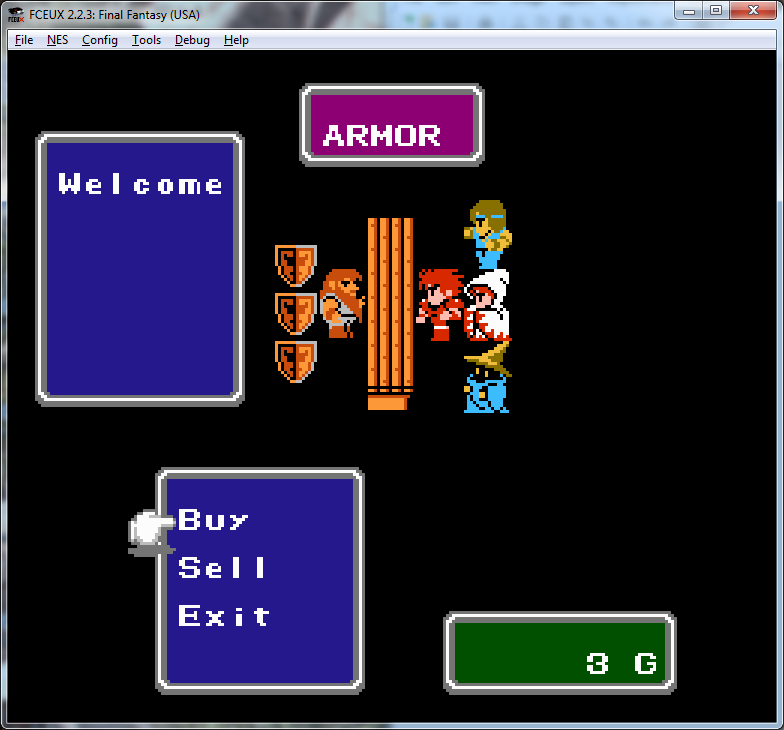 FCEUX 2.2.3: Final Fantasy (USA)
File NES Config Tools Debug Help
ARMOR
Welcome
Buy
Sell
Exit
3 G